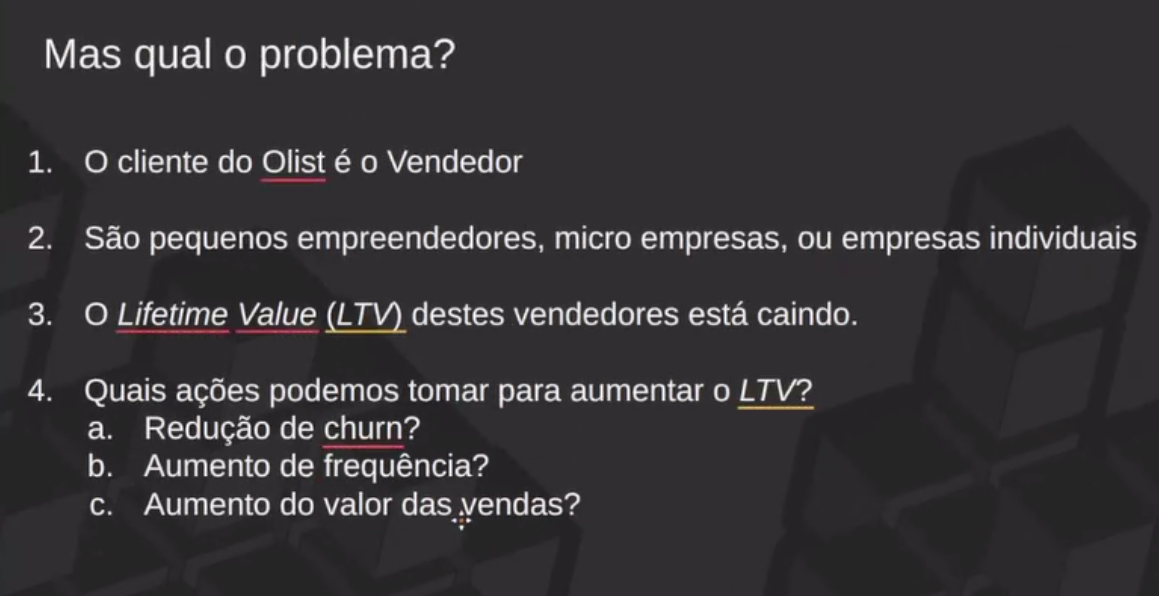 Mas qual o problema?
1. O cliente do Olist é o Vendedor
2. São pequenos empreendedores, micro empresas, ou empresas individuais
3. O Lifetime Value (LTV) destes vendedores está caindo.
4. Quais ações podemos tomar para aumentar o LTV?
a. Redução de churn?
b. Aumento de frequência?
c. Aumento do valor das vendas?